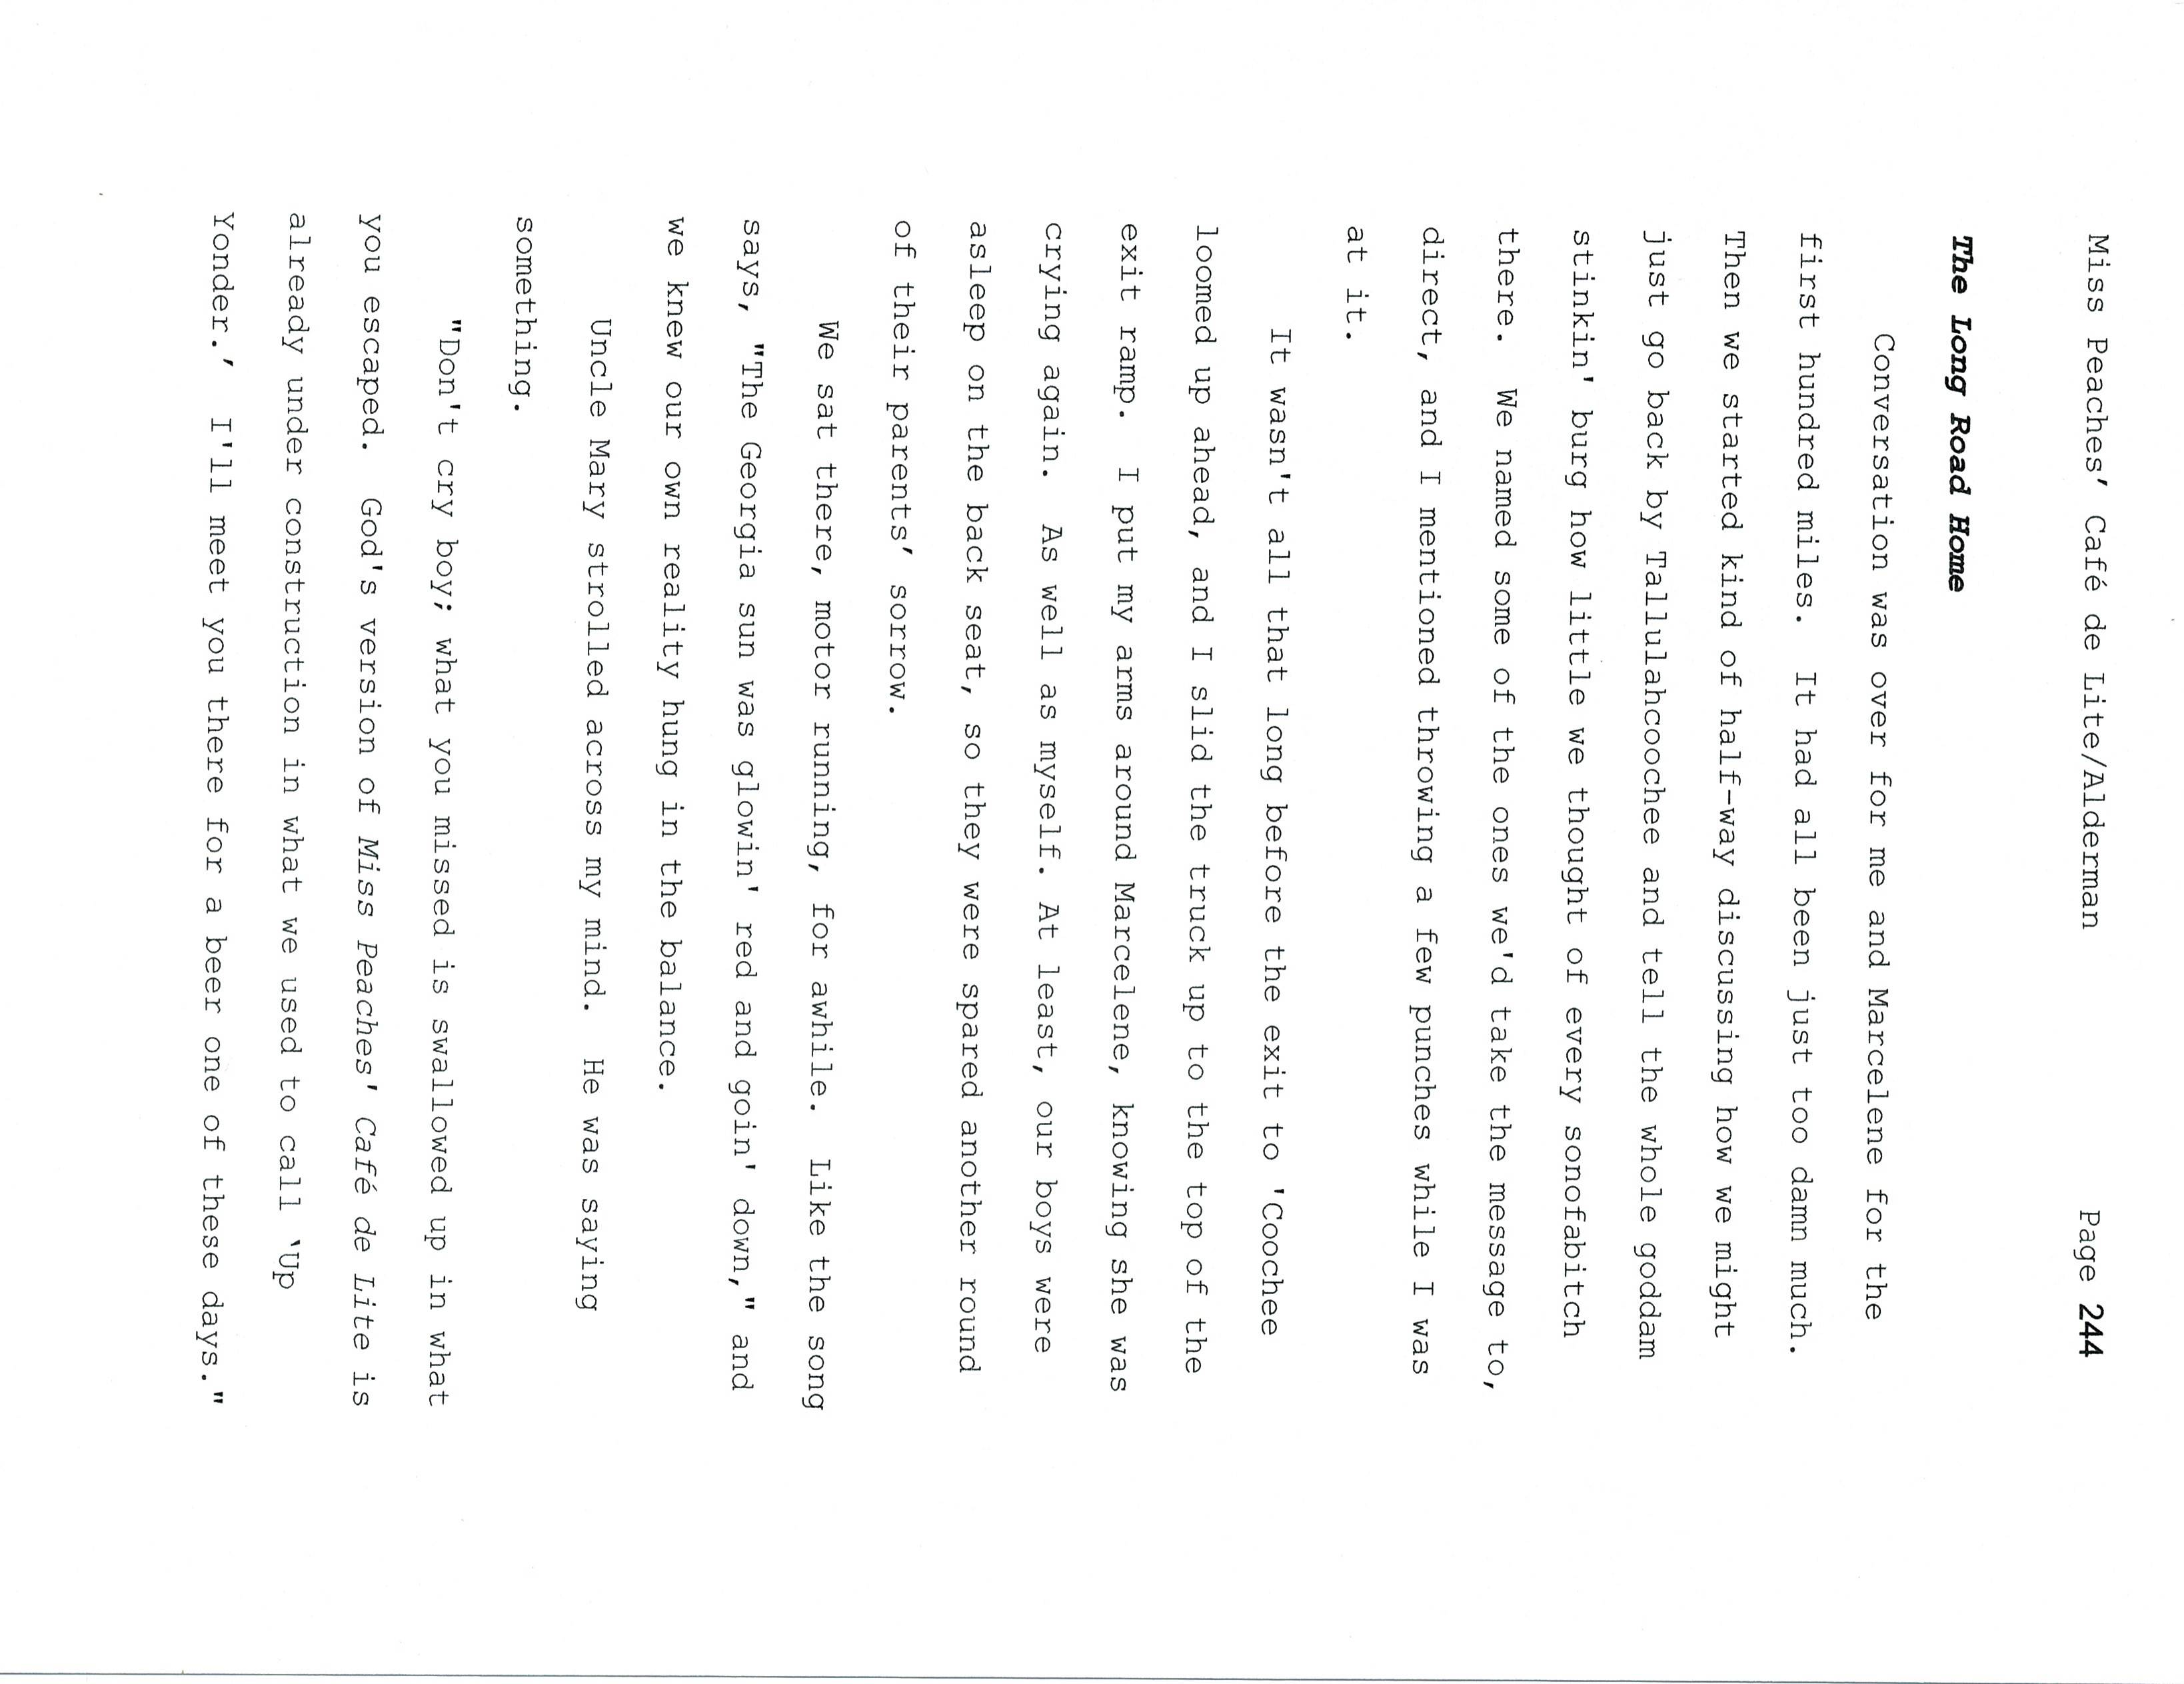 Miss Peaches’ Café de Lite/Alderman Page 244
The Long Road Home
Conversation was over for me and Marcelene for the
first hundred miles. It had all been just too damn much.
Then we started kind of half-way discussing how we might
just go back by Tallulahcoochee and tell the whole goddam
stinkin' burg how little we thought of every sonofabitch
there. We named some of the ones we'd take the message to,
direct, and I mentioned throwing a few punches while I was
at it.
It wasn't all that long before the exit to 'Coochee
loomed up ahead, and I slid the truck up to the top of the
exit ramp. I put my arms around Marcelene, knowing she was
crying again. As well as myself. At least, our boys were
asleep on the back seat, so they were spared another round
of their parents’ sorrow.
We sat there, motor running, for awhile. Like the song
says, "The Georgia sun was glowin' red and goin' down," and
we knew our own reality hung in the balance.
Uncle Mary strolled across my mind. He was saying
something.
"Don't cry boy; what you missed is swallowed up in what
you escaped. God's version of Miss Peaches' Café de Lite is
already under construction in what we used to call ‘Up
Yonder.’ I'll meet you there for a beer one of these days."